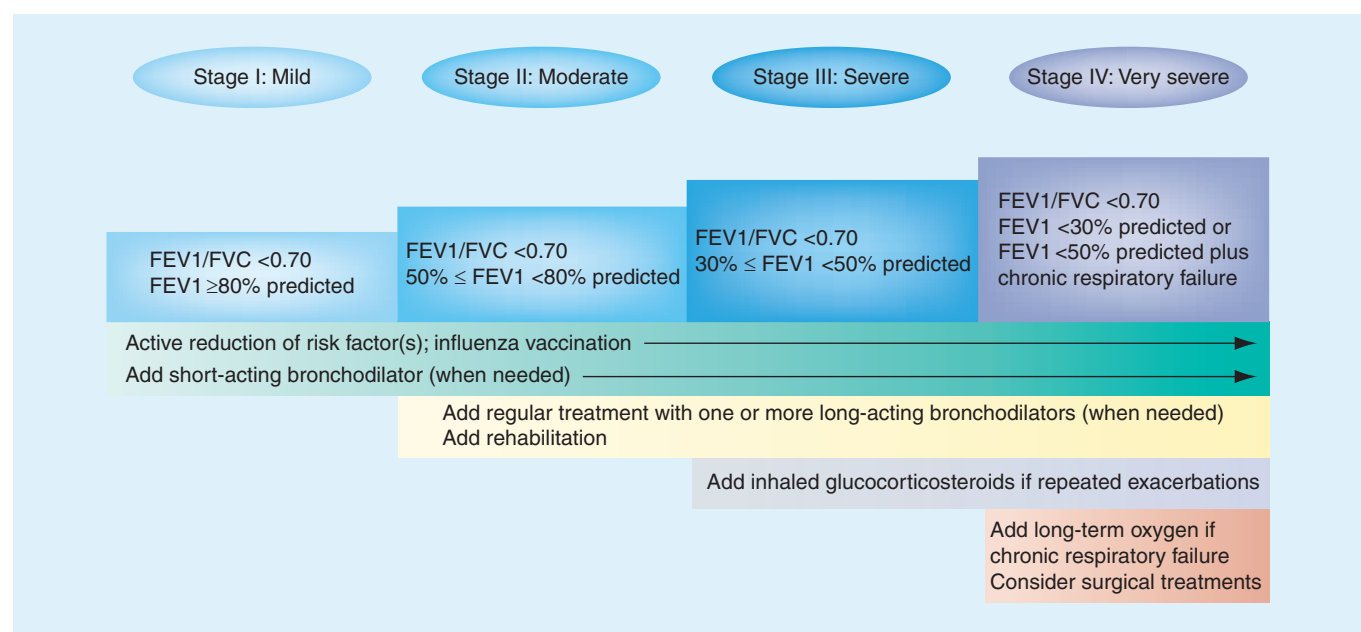 Stage I: Mild
Stage II: Moderate
Stage III: Severe
Stage IV: Very severe
FEV1/FVC <0.70
FEV1 ≥80% predicted
FEV1/FVC <0.70
50% ≤ FEV1 <80% predicted
FEV1/FVC <0.70
30% ≤ FEV1 <50% predicted
FEV1/FVC <0.70
FEV1 <30% predicted or
FEV1 <50% predicted plus
chronic respiratory failure
Active reduction of risk factor(s); influenza vaccination
Add short-acting bronchodilator (when needed)
Add regular treatment with one or more long-acting bronchodilators (when needed)
Add rehabilitation
Add inhaled glucocorticosteroids if repeated exacerbations
Add long-term oxygen if
chronic respiratory failure
Consider surgical treatments